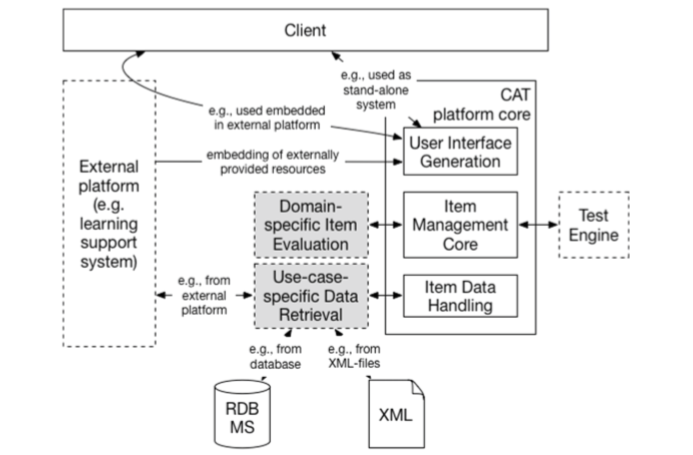 Client
e.g., used as
stand-alone
system
CAT
platform core
e.g., used embedded
in external platform
User Interface
Generation
embedding of externally
provided resources
External
platform
(e.g.
learning
support
system)
Domain-
specific Item
Evaluation
Item
Management
Core
Test
Engine
e.g., from
external
platform
Use-case-
specific Data
Retrieval
Item Data
Handling
e.g., from
database
e.g., from
XML-files
RDB
MS
XML